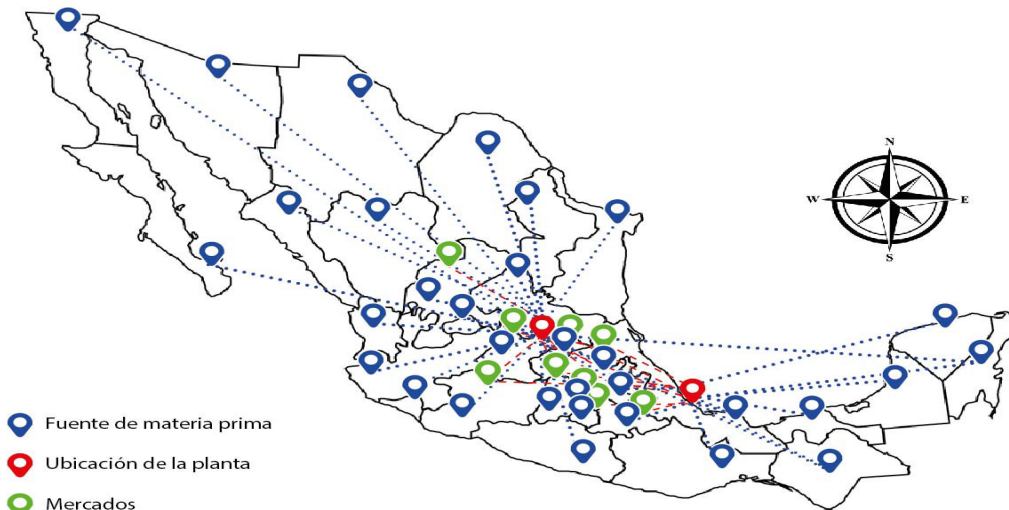 N
W
E
S
Fuente de materia prima
Ubicación de la planta
Mercados